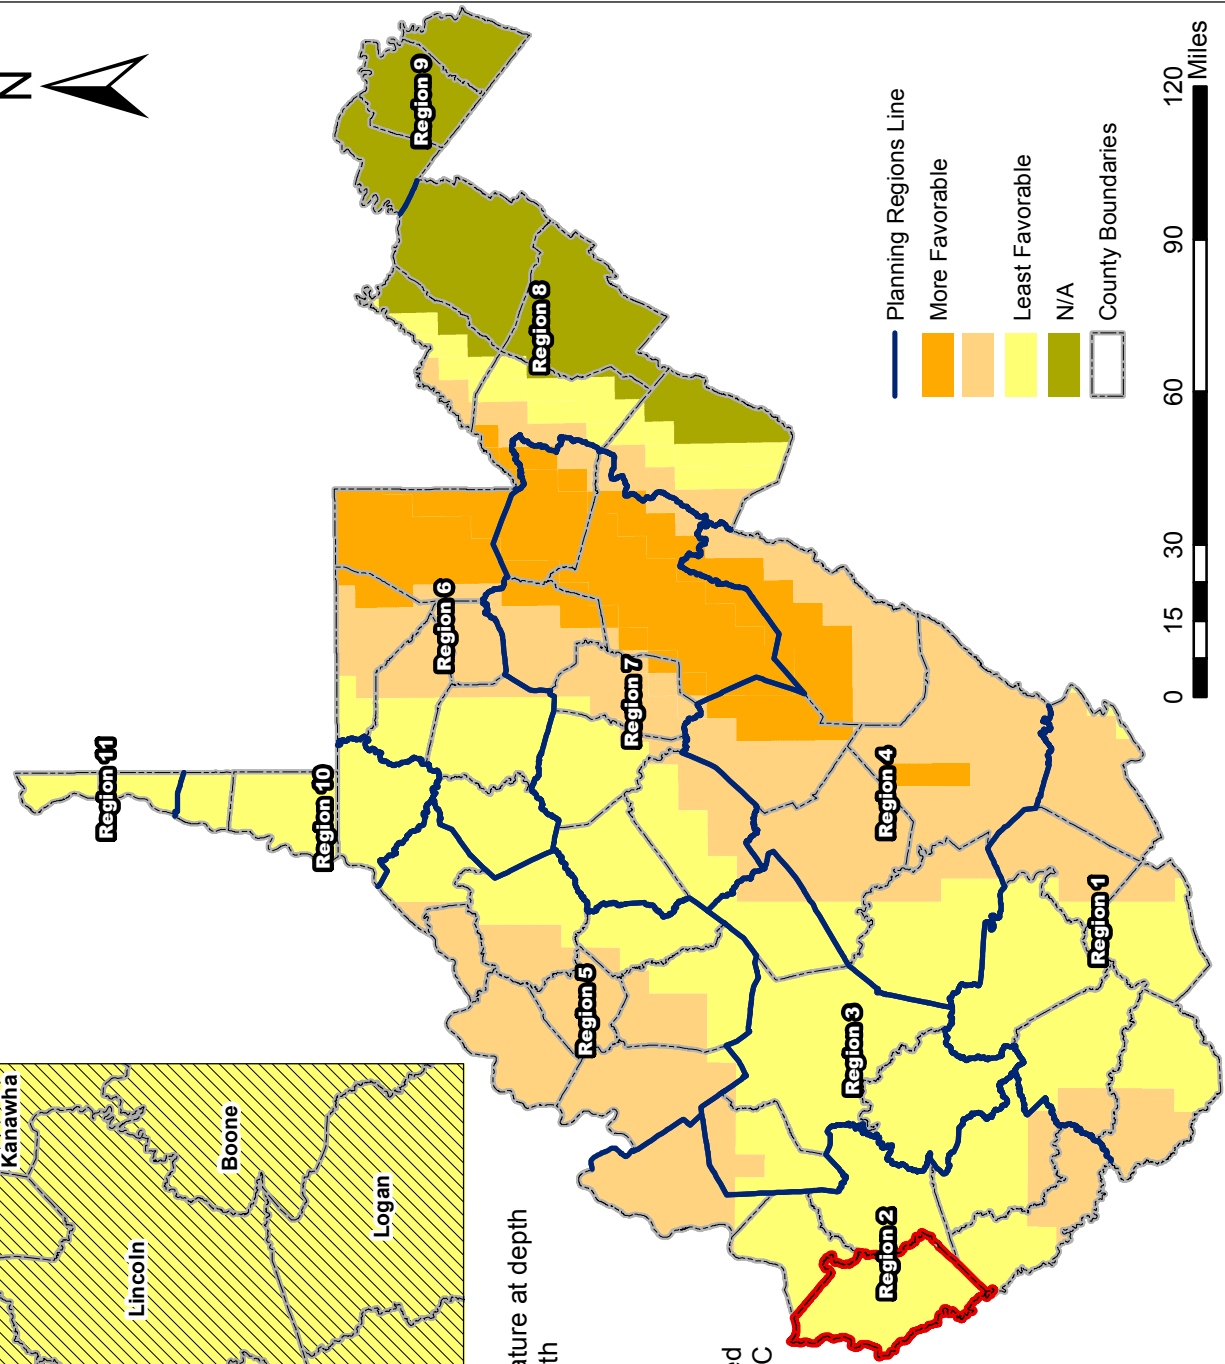 N
Region 9
Region 8
Region 11
Region 10
Region 6
Region 7
Region 5
Region 4
Region 3
Region 2
Region 1
Kanawha
Boone
Lincoln
Logan
ature at depth
th
ed
C
Planning Regions Line
More Favorable
Least Favorable
N/A
County Boundaries
0 15 30 60 90 120
Miles